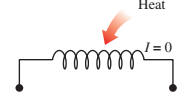 Heat
I = 0